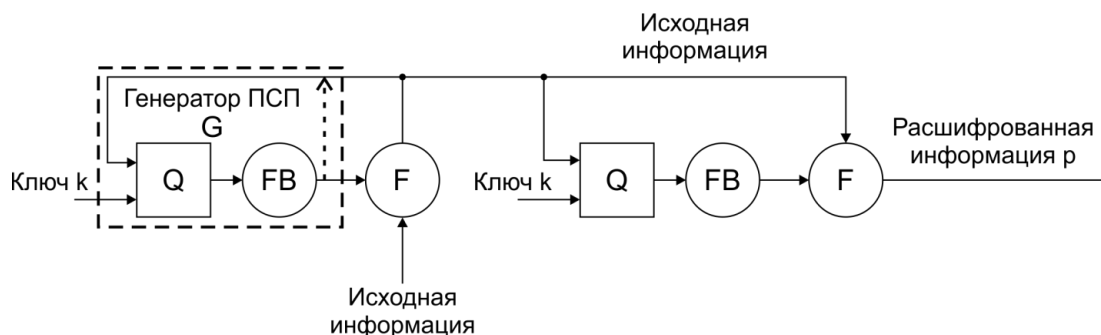 Исходная
информация
Генератор ПСП
G
Расшифрованная
информация p
Ключ k
Q
FB
F
Ключ k
Q
FB
F
Исходная
информация